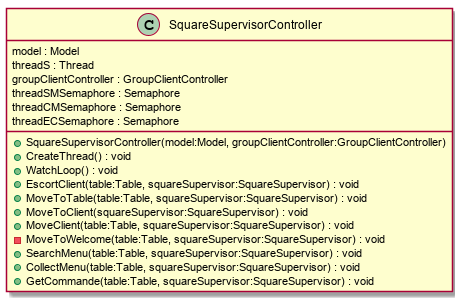 C SquareSupervisorController
model : Model
threadS : Thread
groupClientController : GroupClientController
threadSMSemaphore : Semaphore
threadCMSemaphore : Semaphore
threadECSemaphore : Semaphore
SquareSupervisorController(model:Model, groupClientController:GroupClientController)
CreateThread() : void
WatchLoop() : void
EscortClient(table:Table, squareSupervisor:SquareSupervisor) : void
MoveToTable(table:Table, squareSupervisor:SquareSupervisor) : void
MoveToClient(squareSupervisor:SquareSupervisor) : void
MoveClient(table:Table, squareSupervisor:SquareSupervisor) : void
MoveToWelcome(table:Table, squareSupervisor:SquareSupervisor) : void
SearchMenu(table:Table, squareSupervisor:SquareSupervisor) : void
CollectMenu(table:Table, squareSupervisor:SquareSupervisor) : void
GetCommande(table:Table, squareSupervisor:SquareSupervisor) : void